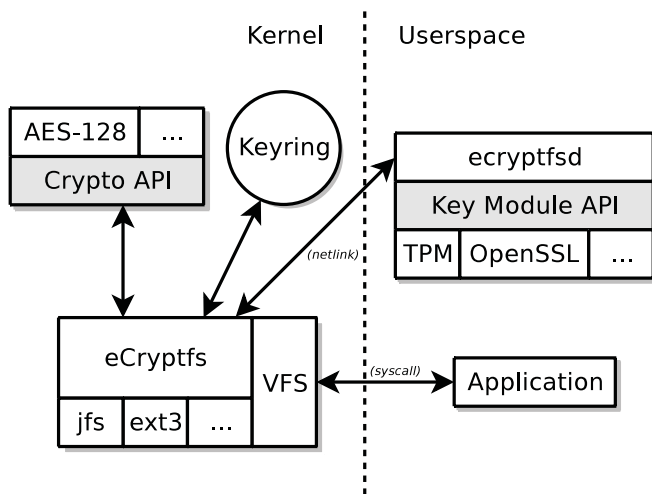 Kernel
Userspace
AES-128
...
Crypto API
Keyring
ecryptfsd
Key Module API
TPM
OpenSSL
...
(netlink)
eCryptfs
VFS
jfs
ext3
...
(syscall)
Application